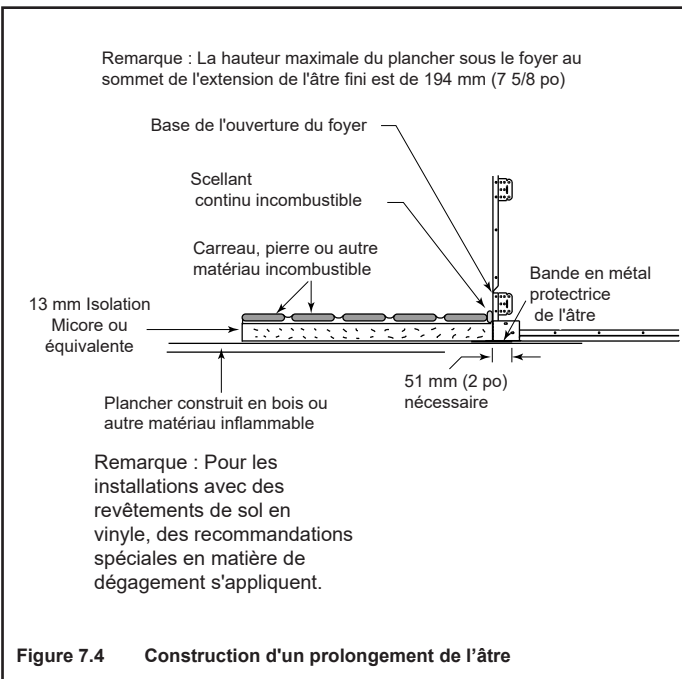 Remarque : La hauteur maximale du plancher sous le foyer au
sommet de l'extension de l'âtre fini est de 194 mm (7 5/8 po)
Base de l'ouverture du foyer
Scellant
continu incombustible
Carreau, pierre ou autre
matériau incombustible
Bande en métal
protectrice
de l'âtre
13 mm Isolation
Micore ou
équivalente
51 mm (2 po)
nécessaire
Plancher construit en bois ou
autre matériau inflammable
Remarque : Pour les
installations avec des
revêtements de sol en
vinyle, des recommandations
spéciales en matière de
dégagement s'appliquent.
Figure 7.4 Construction d'un prolongement de l’âtre